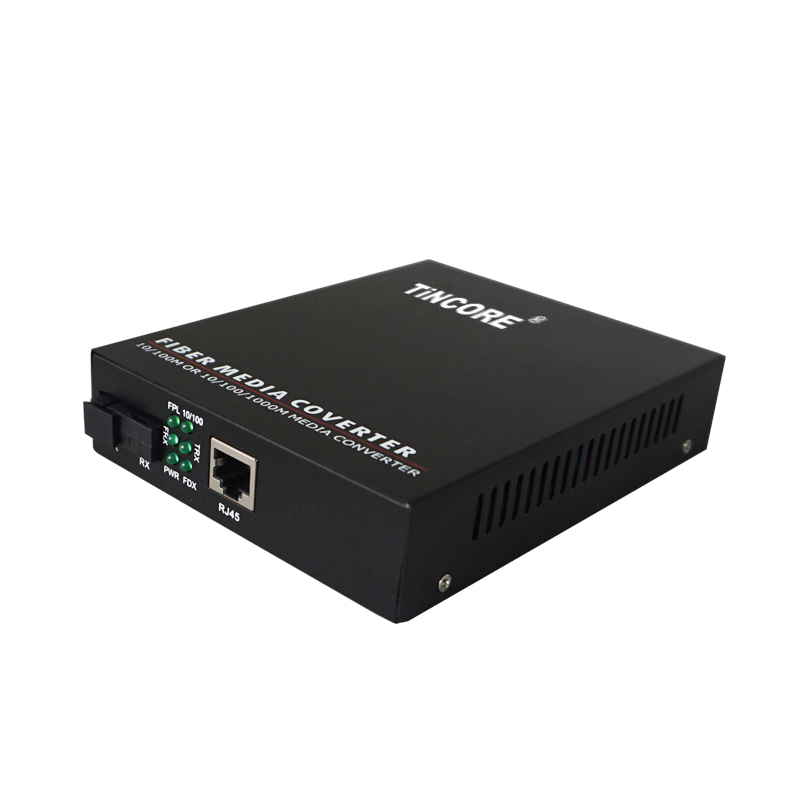 TiNCORE ®
FIBER MEDIA COVERTER
10/100M OR 10/100/1000M MEDIA CONVERTER
FPL 10/100
FRX TRX
RX PWR FDX
RJ45